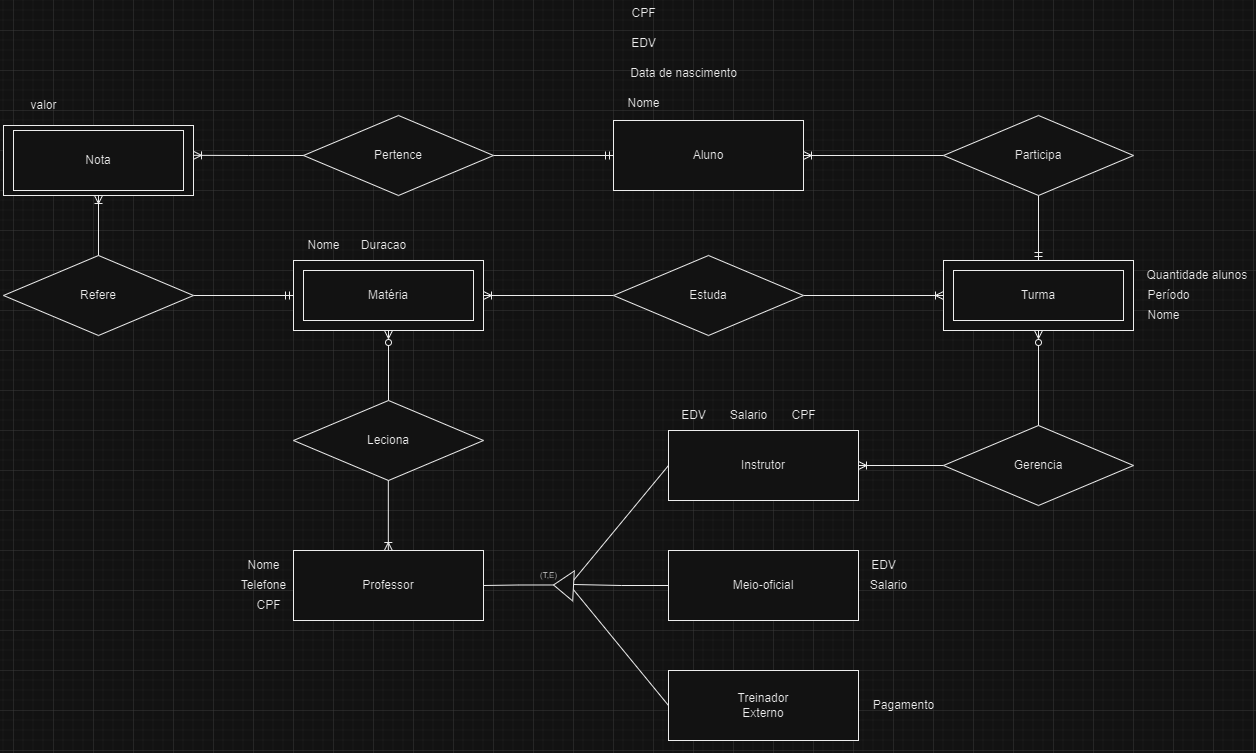 CPF
EDV
Data de nascimento
Nome
valor
Nota
Pertence
Aluno
Participa
Nome Duracao
Refere
Matéria
Estuda
Turma
Quantidade alunos
Período
Nome
EDV Salario CPF
Leciona
Instrutor
Gerencia
Nome
Telefone
CPF
Professor
(T,E)
Meio-oficial
EDV
Salario
Treinador
Externo
Pagamento